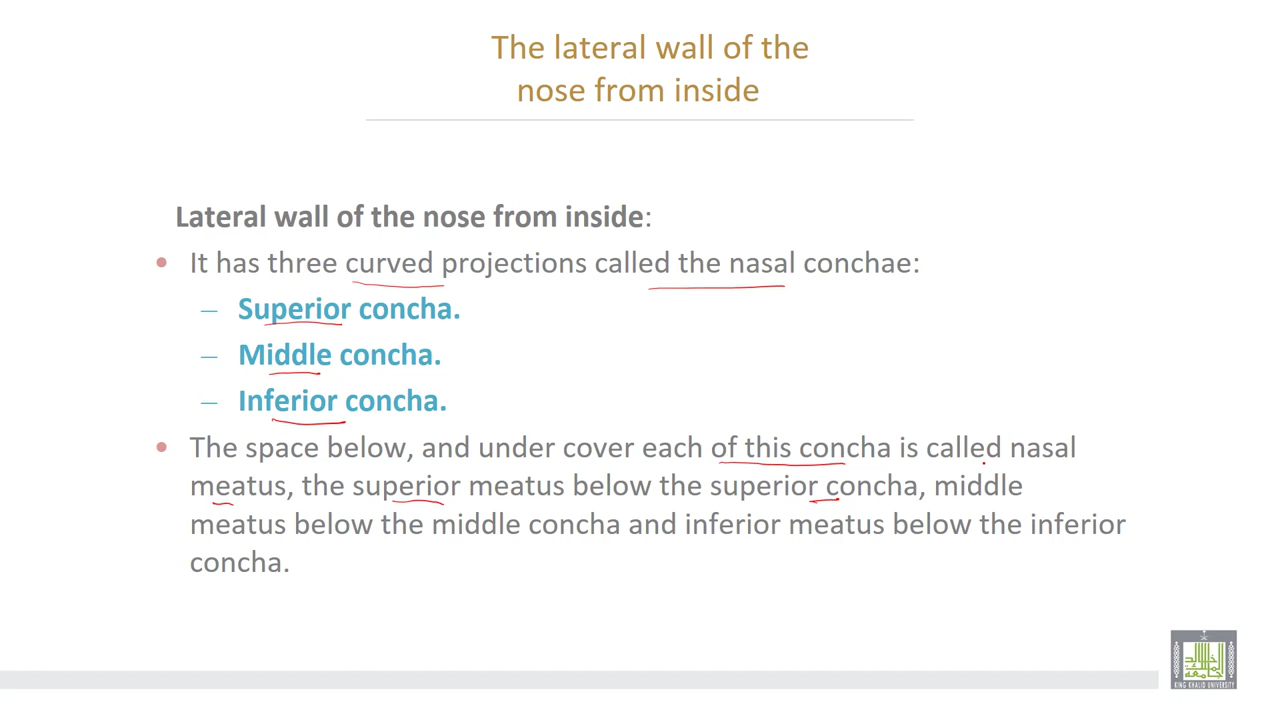 The lateral wall of the
nose from inside
Lateral wall of the nose from inside:
• It has three curved projections called the nasal conchae:
– Superior concha.
– Middle concha.
– Inferior concha.
• The space below, and under cover each of this concha is called nasal
meatus, the superior meatus below the superior concha, middle
meatus below the middle concha and inferior meatus below the inferior
concha.
KING KHALID UNIVERSITY